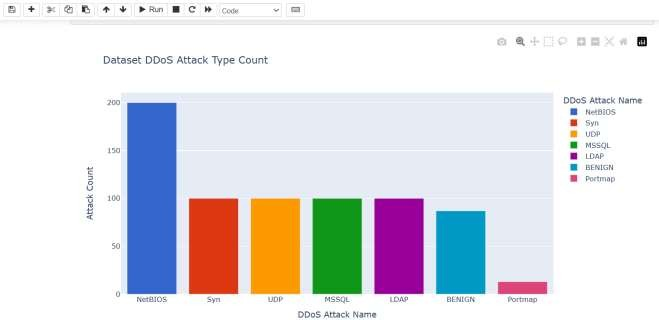 Run
Code
Dataset DDoS Attack Type Count
200
150
100
50
0
Attack Count
NetBIOS Syn UDP MSSQL LDAP BENIGN Portmap
DDoS Attack Name
DDoS Attack Name
NetBIOS
Syn
UDP
MSSQL
LDAP
BENIGN
Portmap